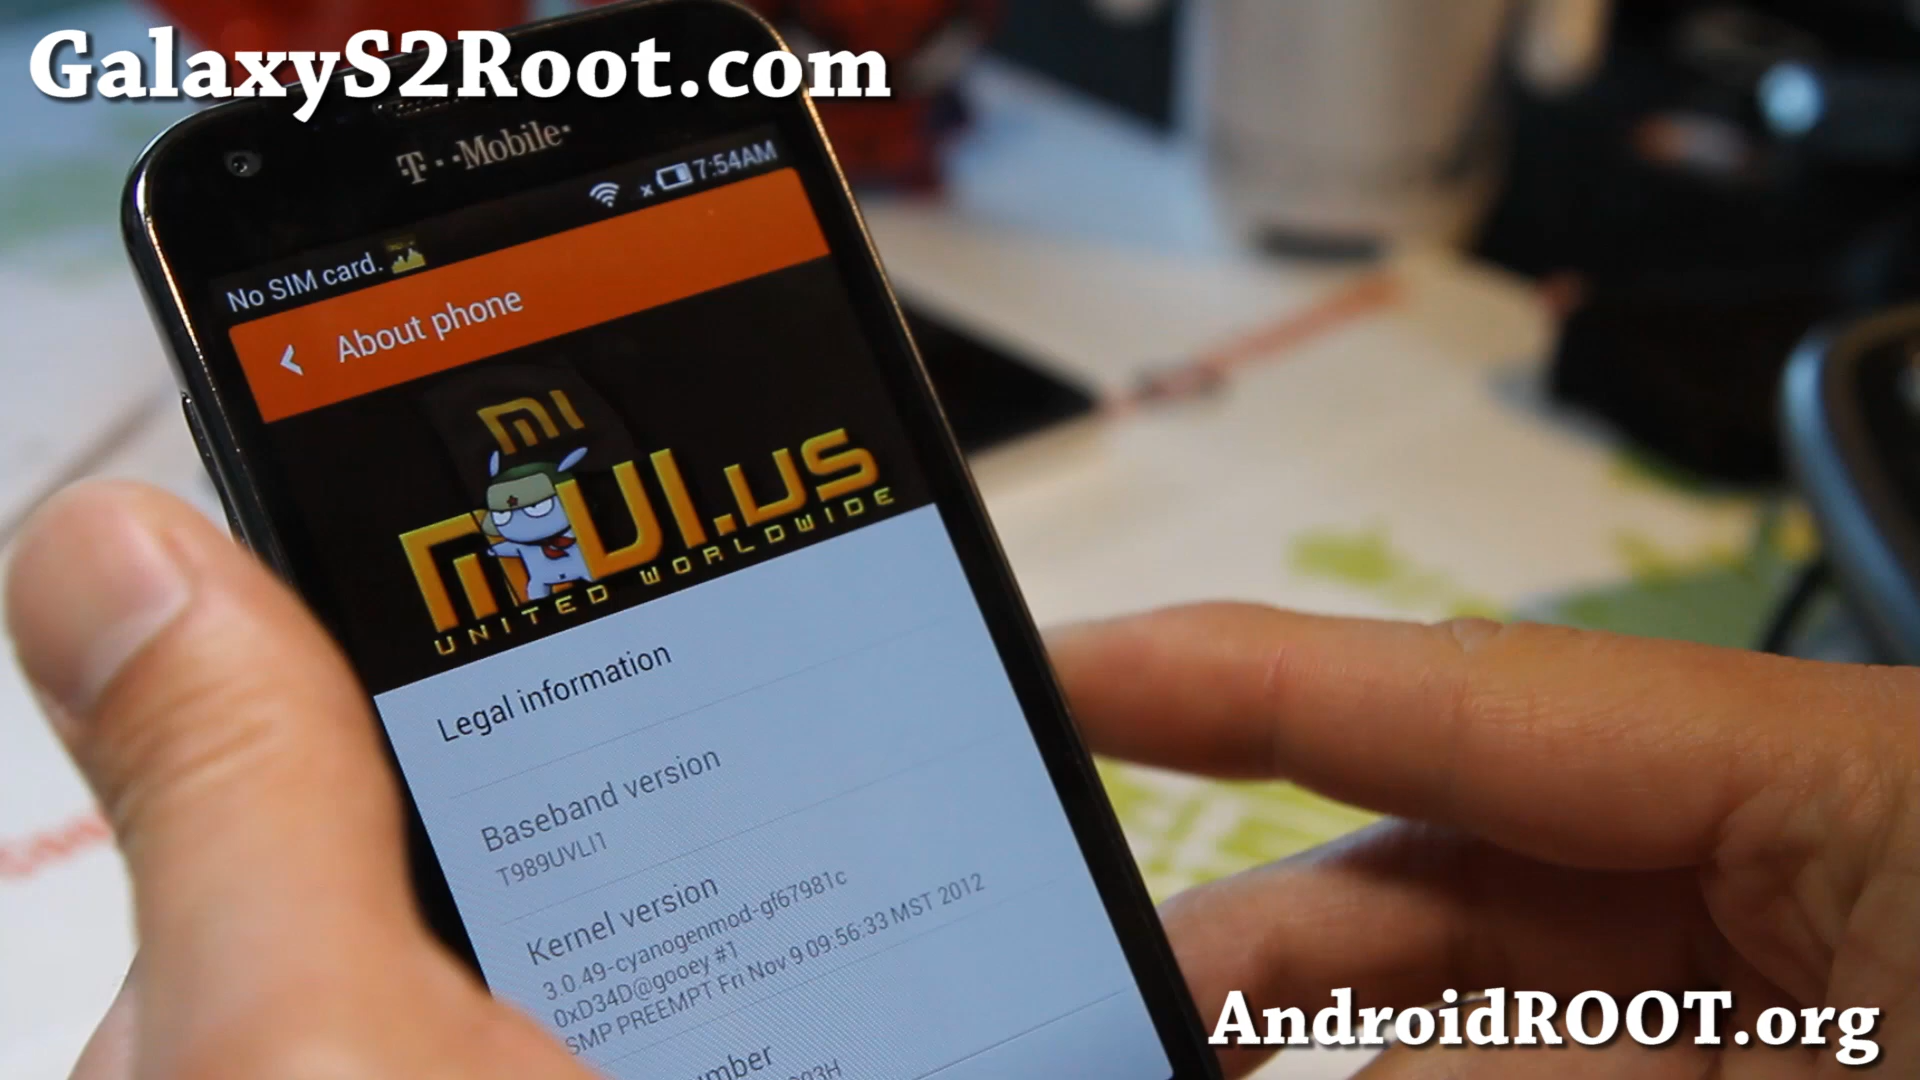 GalaxyS2Root.com
T··Mobile·
7:54AM
No SIM card.
About phone
MI
MIUI.US
UNITED WORLDWIDE
Legal information
Baseband version
T989UVLI1
Kernel version
3.0.49-cyanogenmod-gf67981c
0xD34D@gooey #1
SMP PREEMPT Fri Nov 9 09:56:33 MST 2012
AndroidROOT.org